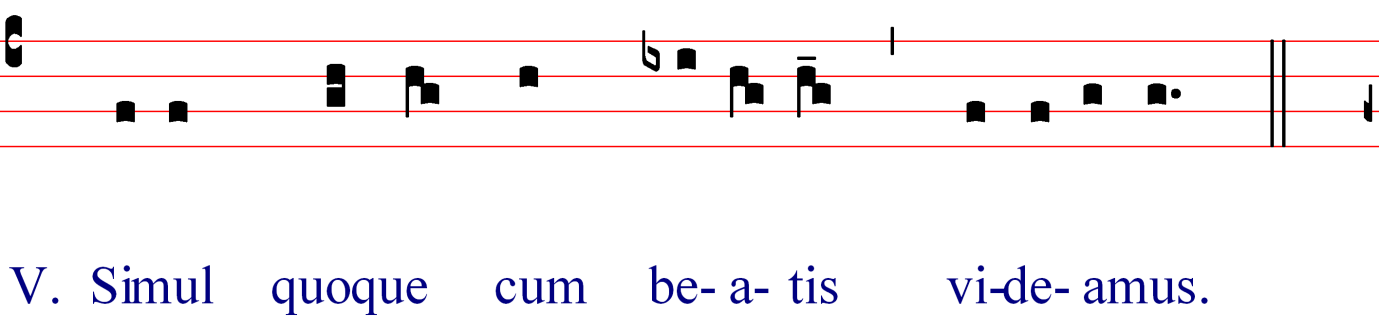 V. Simul quoque cum be- a- tis vi-de- amus.